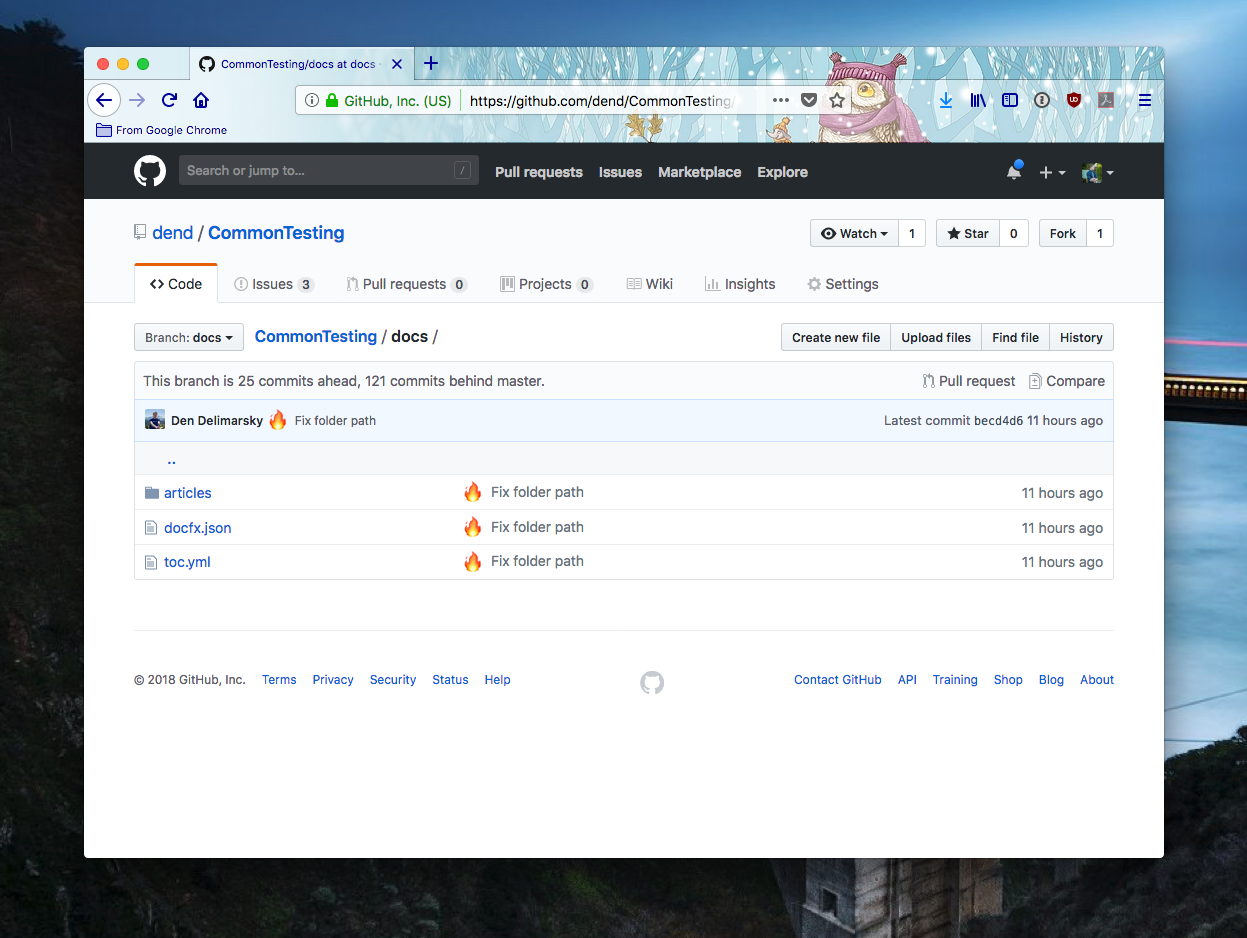 CommonTesting/docs at docs ·
GitHub, Inc. (US) https://github.com/dend/CommonTesting/
From Google Chrome
Search or jump to... / Pull requests Issues Marketplace Explore
dend / CommonTesting Watch 1 Star 0 Fork 1
Code Issues 3 Pull requests 0 Projects 0 Wiki Insights Settings
Branch: docs CommonTesting / docs / Create new file Upload files Find file History
This branch is 25 commits ahead, 121 commits behind master. Pull request Compare
Den Delimarsky 🔥 Fix folder path Latest commit becd4d6 11 hours ago
..
articles 🔥 Fix folder path 11 hours ago
docfx.json 🔥 Fix folder path 11 hours ago
toc.yml 🔥 Fix folder path 11 hours ago
© 2018 GitHub, Inc. Terms Privacy Security Status Help Contact GitHub API Training Shop Blog About